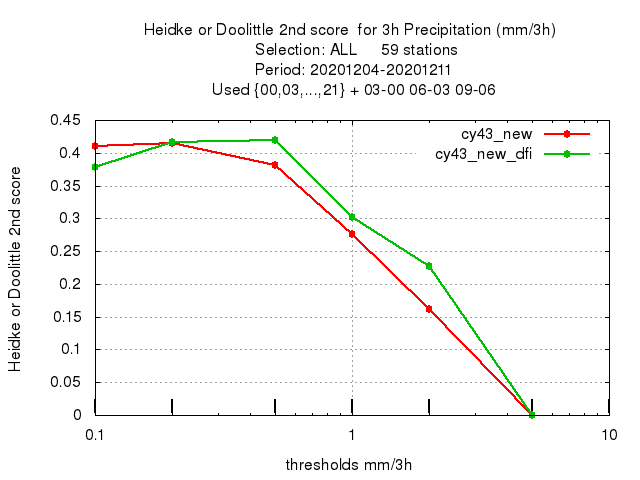 Heidke or Doolittle 2nd score  for 3h Precipitation (mm/3h)
Selection: ALL     59 stations
Period: 20201204-20201211
Used {00,03,...,21} + 03-00 06-03 09-06
cy43_new
cy43_new_dfi
Heidke or Doolittle 2nd score
0.45
0.4
0.35
0.3
0.25
0.2
0.15
0.1
0.05
0
0.1 1 10
thresholds mm/3h